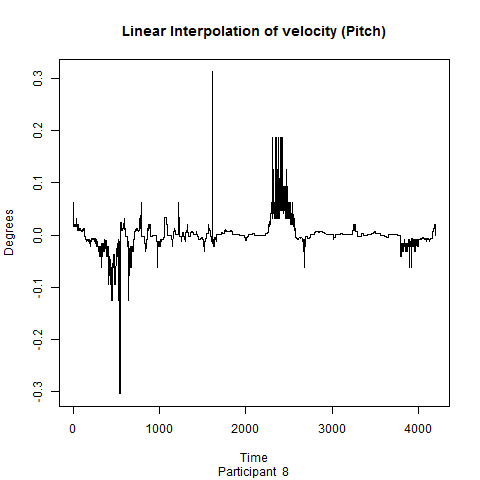 Linear Interpolation of velocity (Pitch)
0.3
0.2
0.1
0.0
-0.1
-0.2
-0.3
Degrees
0 1000 2000 3000 4000
Time
Participant 8